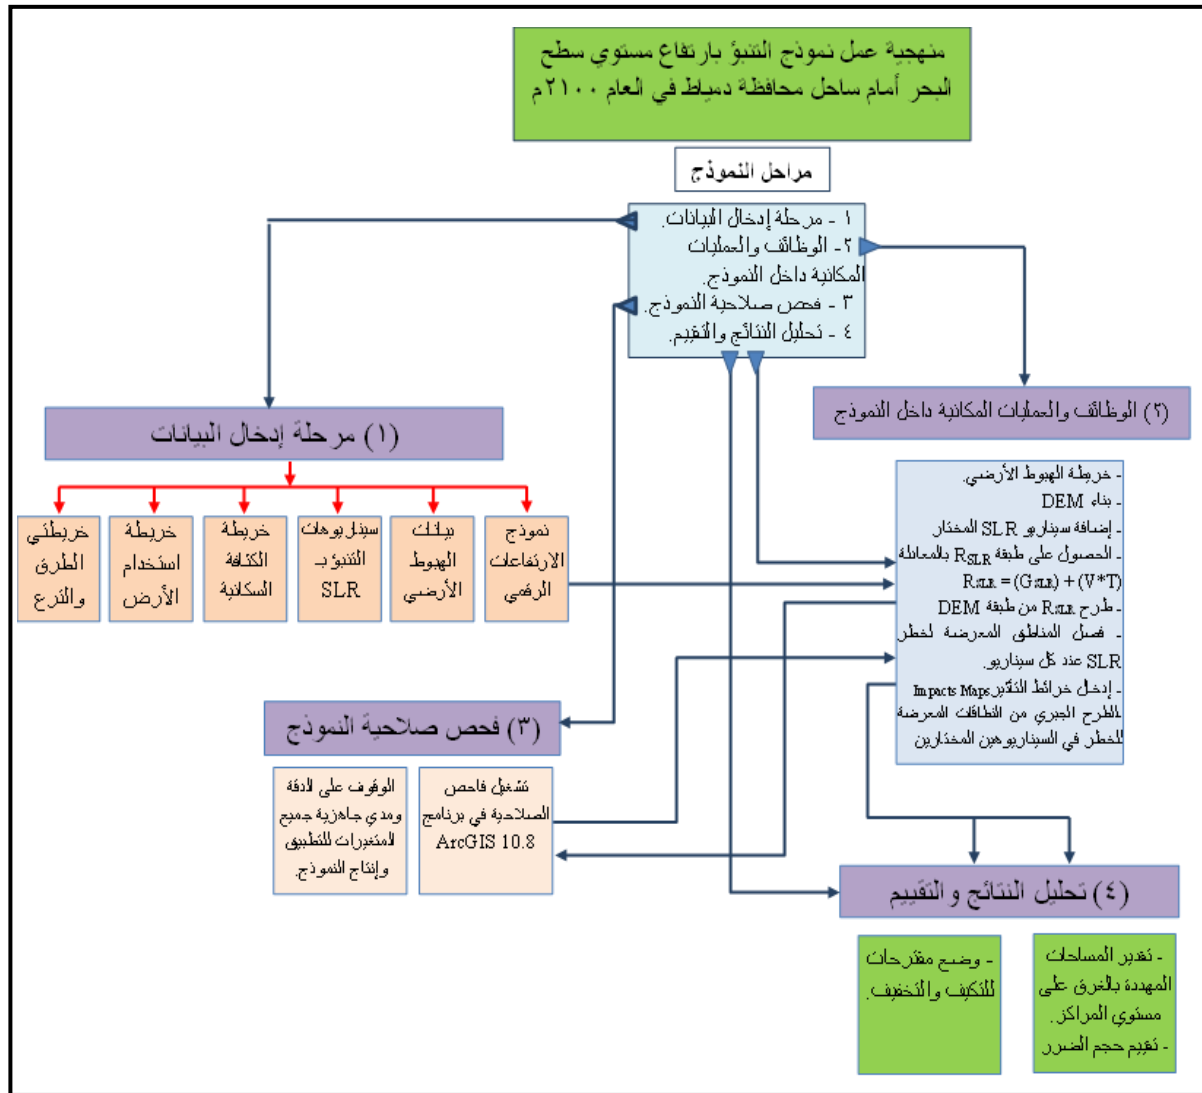 منهجية عمل نموذج التنبؤ بارتفاع مستوي سطح
البحر أمام ساحل محافظة دمياط في العام ٢١٠٠م
مراحل النموذج
١ - مرحلة إدخال البيانات.
٢- الوظائف والعمليات
المكانية داخل النموذج.
٣ - فحص صلاحية النموذج.
٤ - تحليل النتائج والتقييم.
(٢) الوظائف والعمليات المكانية داخل النموذج
(١) مرحلة إدخال البيانات
نموذج
الارتفاعات
الرقمي
بيانات
الهبوط
الأرضي
سيناريوهات
التنبؤ بـ
SLR
خريطة
الكثافة
السكانية
خريطة
استخدام
الأرض
خريطتي
الطرق
والترع
- خريطة الهبوط الأرضي.
- بناء DEM
- إضافة سيناريو SLR المختار
- الحصول على طبقة RSLR بالمعادلة
RSLR = (GSLR) + (V*T)
- طرح RSLR من طبقة DEM
- فصل المناطق المعرضة لخطر
SLR عند كل سيناريو.
- إدخال خرائط التأثير Impacts Maps
بالطرح الجبري من النطاقات المعرضة
للخطر في السيناريوهين المختارين
(٣) فحص صلاحية النموذج
تشغيل فاحص
الصلاحية في برنامج
ArcGIS 10.8
الوقوف على الدقة
ومدي جاهزية جميع
المتغيرات للتطبيق
وإنتاج النموذج.
(٤) تحليل النتائج والتقييم
- تقدير المساحات
المهددة بالغرق على
مستوي المراكز.
- تقييم حجم الضرر
- وضع مقترحات
للتكيف والتخفيف.